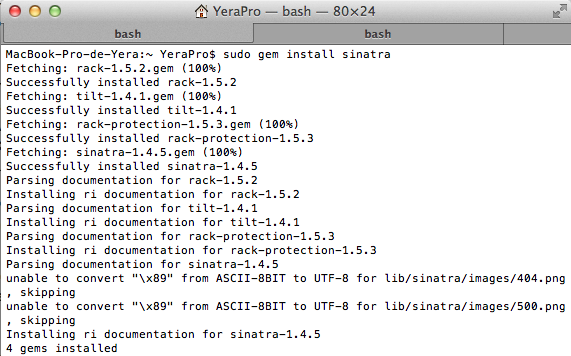 YeraPro — bash — 80×24
bash
bash
MacBook-Pro-de-Yera:~ YeraPro$ sudo gem install sinatra
Fetching: rack-1.5.2.gem (100%)
Successfully installed rack-1.5.2
Fetching: tilt-1.4.1.gem (100%)
Successfully installed tilt-1.4.1
Fetching: rack-protection-1.5.3.gem (100%)
Successfully installed rack-protection-1.5.3
Fetching: sinatra-1.4.5.gem (100%)
Successfully installed sinatra-1.4.5
Parsing documentation for rack-1.5.2
Installing ri documentation for rack-1.5.2
Parsing documentation for tilt-1.4.1
Installing ri documentation for tilt-1.4.1
Parsing documentation for rack-protection-1.5.3
Installing ri documentation for rack-protection-1.5.3
Parsing documentation for sinatra-1.4.5
unable to convert "\x89" from ASCII-8BIT to UTF-8 for lib/sinatra/images/404.png
, skipping
unable to convert "\x89" from ASCII-8BIT to UTF-8 for lib/sinatra/images/500.png
, skipping
Installing ri documentation for sinatra-1.4.5
4 gems installed